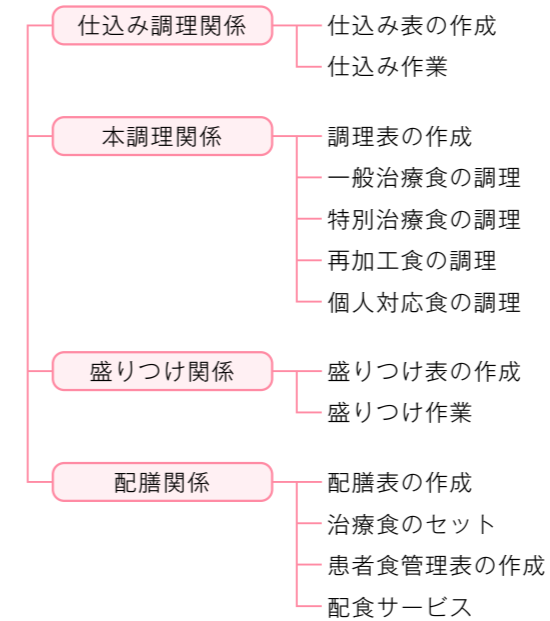 仕込み調理関係
仕込み表の作成
仕込み作業
本調理関係
調理表の作成
一般治療食の調理
特別治療食の調理
再加工食の調理
個人対応食の調理
盛りつけ関係
盛りつけ表の作成
盛りつけ作業
配膳関係
配膳表の作成
治療食のセット
患者食管理表の作成
配食サービス